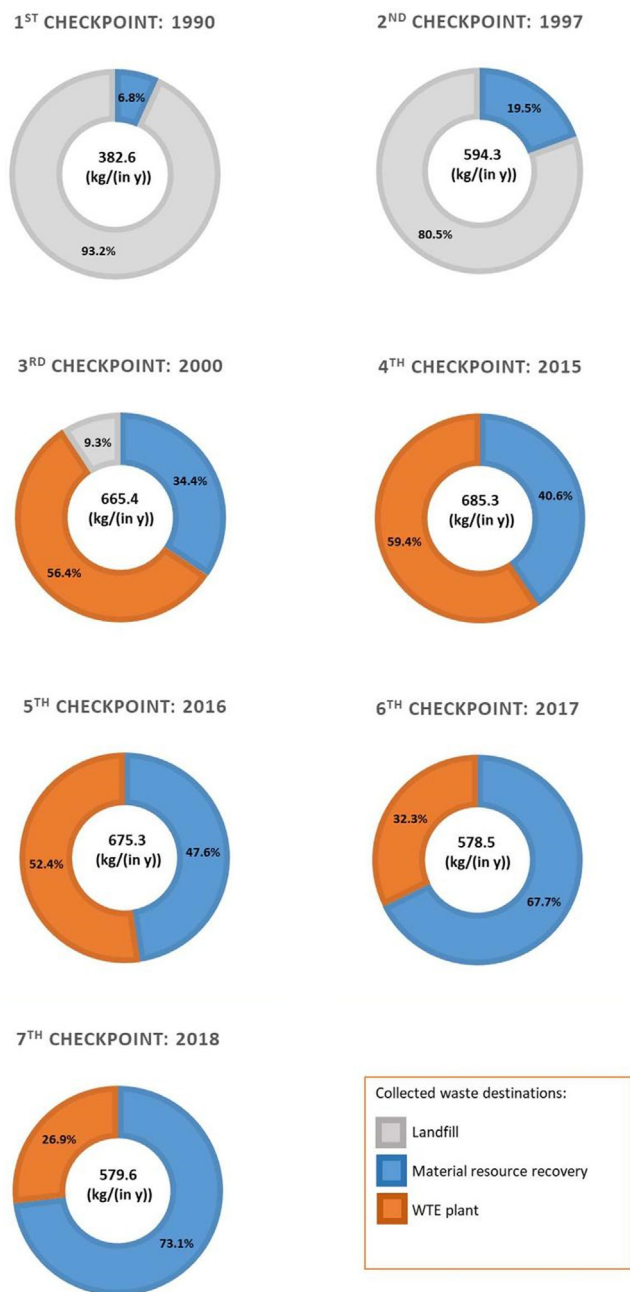 1ST CHECKPOINT: 1990
6.8%
382.6
(kg/(in y))
93.2%
2ND CHECKPOINT: 1997
19.5%
594.3
(kg/(in y))
80.5%
3RD CHECKPOINT: 2000
9.3%
34.4%
665.4
(kg/(in y))
56.4%
4TH CHECKPOINT: 2015
40.6%
685.3
(kg/(in y))
59.4%
5TH CHECKPOINT: 2016
675.3
(kg/(in y))
47.6%
52.4%
6TH CHECKPOINT: 2017
32.3%
578.5
(kg/(in y))
67.7%
7TH CHECKPOINT: 2018
26.9%
579.6
(kg/(in y))
73.1%
Collected waste destinations:
Landfill
Material resource recovery
WTE plant